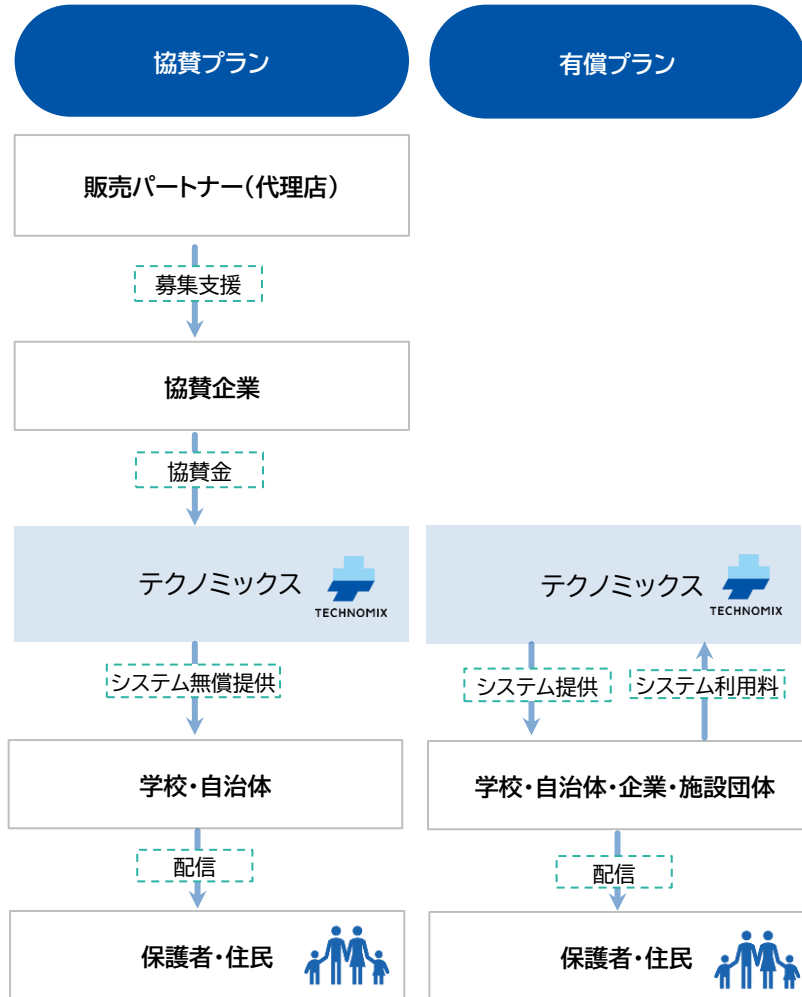 協賛プラン
販売パートナー(代理店)
募集支援
協賛企業
協賛金
テクノミックス
TECHNOMIX
システム無償提供
学校・自治体
配信
保護者・住民
有償プラン
テクノミックス
TECHNOMIX
システム提供
システム利用料
学校・自治体・企業・施設団体
配信
保護者・住民